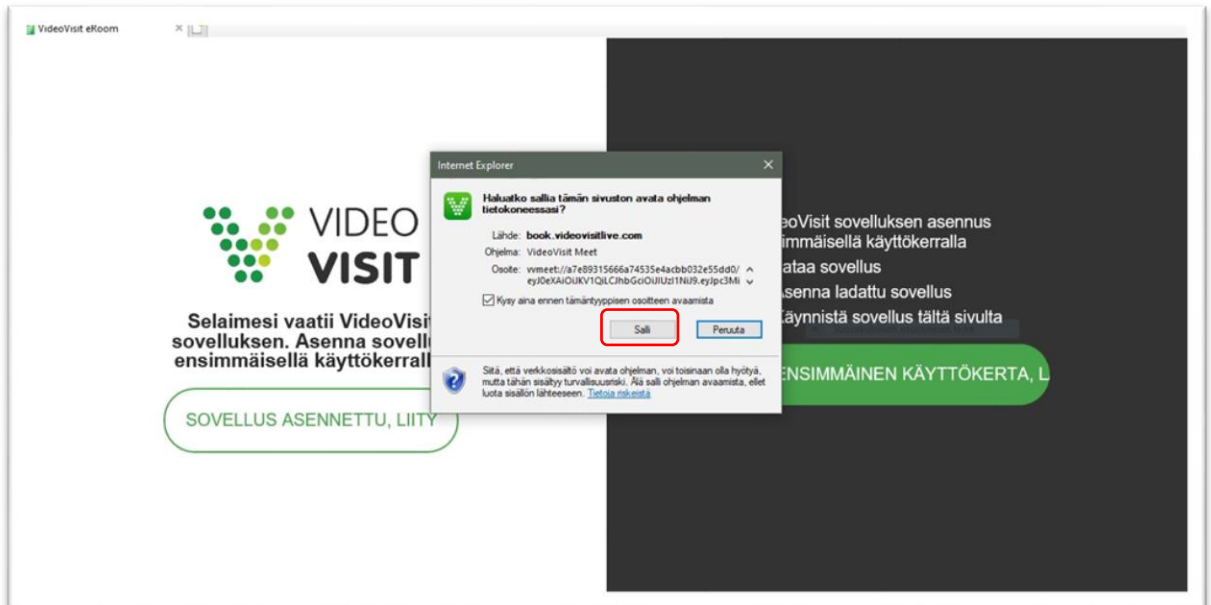 VideoVisit eRoom
VIDEO
VISIT
Selaimesi vaatii VideoVisi
sovelluksen. Asenna sovell
ensimmäisellä käyttökerrall
SOVELLUS ASENNETTU, LIITY
Internet Explorer
Haluatko sallia tämän sivuston avata ohjelman
tietokoneessasi?
Lähde: book.videovisitlive.com
Ohjelma: VideoVisit Meet
Osoite: vvmeet://a7e89315666a74535e4acbb032e55dd0/
eyJ0eXAiOiJKV1QiLCJhbGciOiJIUzI1NiJ9.eyJpc3Mi
Kysy aina ennen tämäntyyppisen osoitteen avaamista
Salli
Peruuta
Sitä, että verkkosisältö voi avata ohjelman, voi toisinaan olla hyötyä,
mutta tähän sisältyy turvallisuusriski. Älä salli ohjelman avaamista, ellet
luota sisällön lähteeseen. Tietoja riskeistä
eoVisit sovelluksen asennus
immäisellä käyttökerralla
ataa sovellus
senna ladattu sovellus
äynnistä sovellus tältä sivulta
ENSIMMÄINEN KÄYTTÖKERTA, L